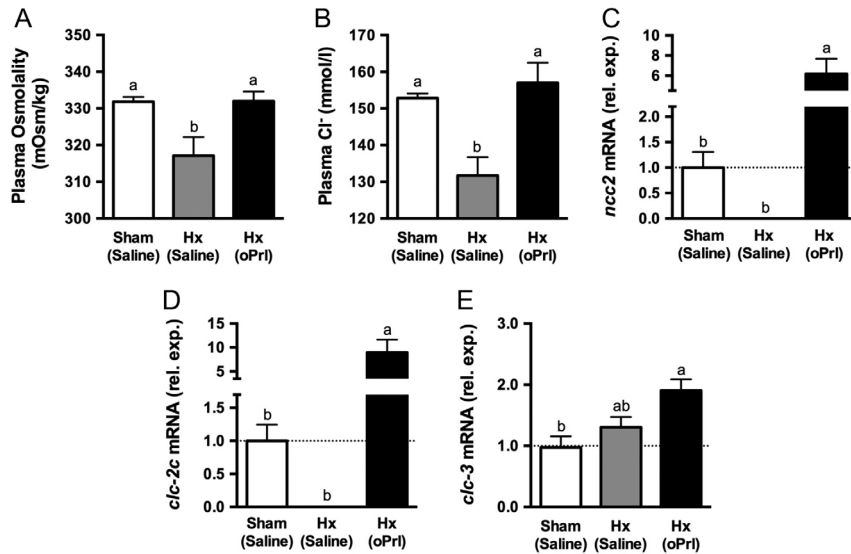 A
Plasma Osmolality
(mOsm/kg)
340
330
320
310
300
a
b
a
Sham
(Saline)
Hx
(Saline)
Hx
(oPrl)
B
Plasma Cl⁻ (mmol/l)
170
160
150
140
130
120
a
b
a
Sham
(Saline)
Hx
(Saline)
Hx
(oPrl)
C
ncc2 mRNA (rel. exp.)
10
8
6
4
2.0
1.5
1.0
0.5
0.0
b
b
a
Sham
(Saline)
Hx
(Saline)
Hx
(oPrl)
D
clc-2c mRNA (rel. exp.)
15
10
5
1.5
1.0
0.5
0.0
b
b
a
Sham
(Saline)
Hx
(Saline)
Hx
(oPrl)
E
clc-3 mRNA (rel. exp.)
3.0
2.0
1.0
0.0
b
ab
a
Sham
(Saline)
Hx
(Saline)
Hx
(oPrl)